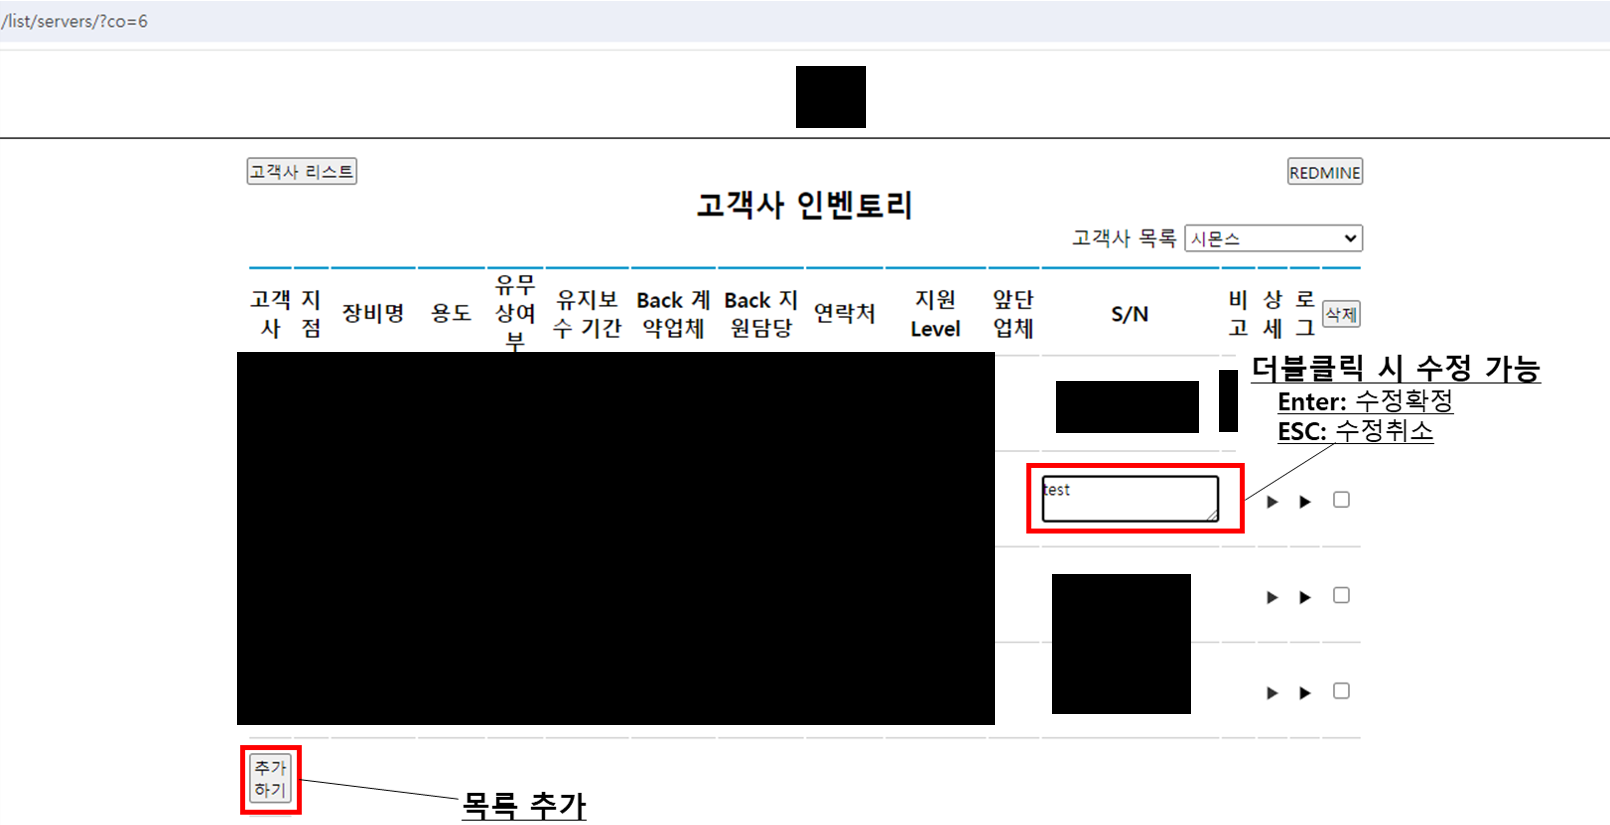 /list/servers/?co=6
고객사 리스트
REDMINE
고객사 인벤토리
고객사 목록 시몬스
고객사 지점 장비명 용도 유무상여부 유지보수 기간 Back 계약업체 Back 지원담당 연락처 지원 Level 앞단 업체 S/N 비고 상세 로그 삭제
더블클릭 시 수정 가능
Enter: 수정확정
ESC: 수정취소
test
추가
하기
목록 추가